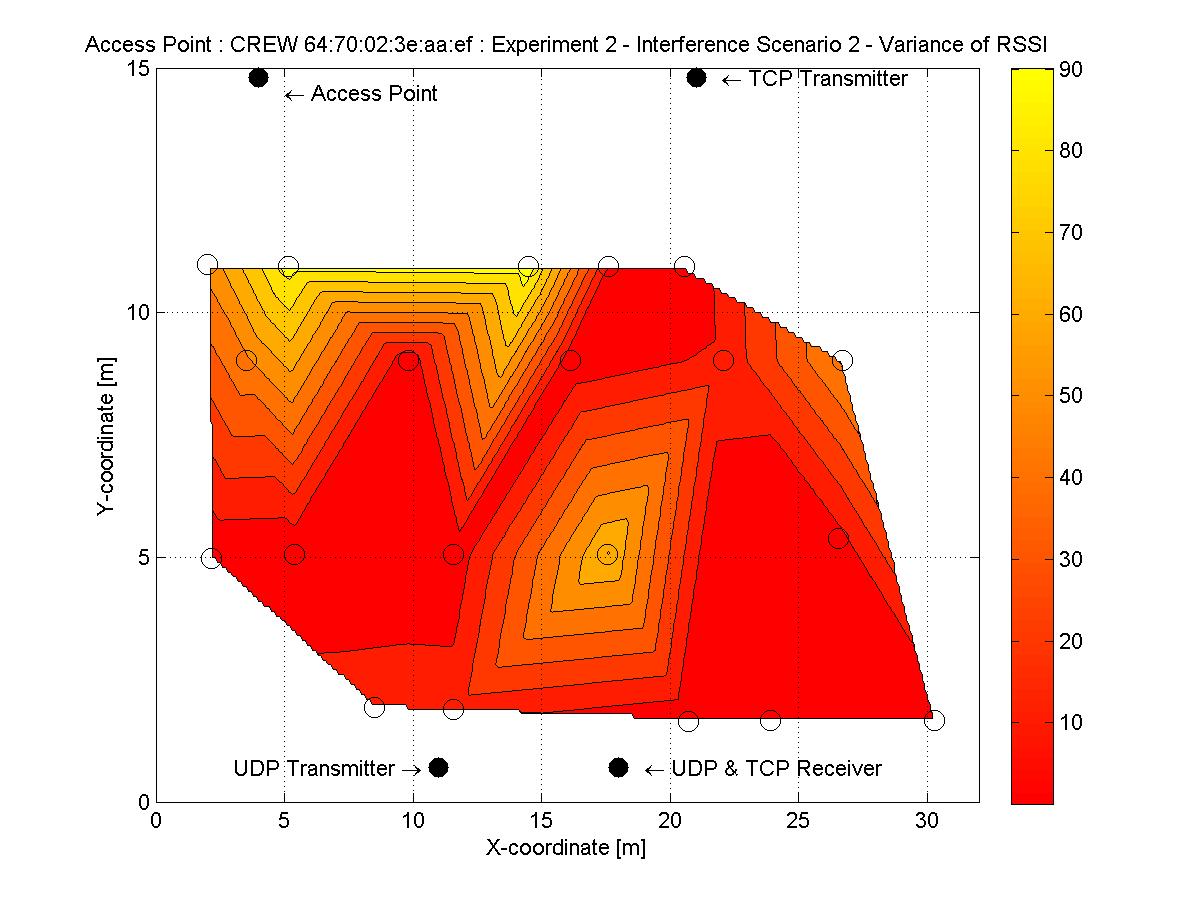 Access Point : CREW 64:70:02:3e:aa:ef : Experiment 2 - Interference Scenario 2 - Variance of RSSI
15
← Access Point
← TCP Transmitter
90
80
70
60
50
40
30
20
10
10
5
0
Y-coordinate [m]
UDP Transmitter →
← UDP & TCP Receiver
0
5
10
15
20
25
30
X-coordinate [m]